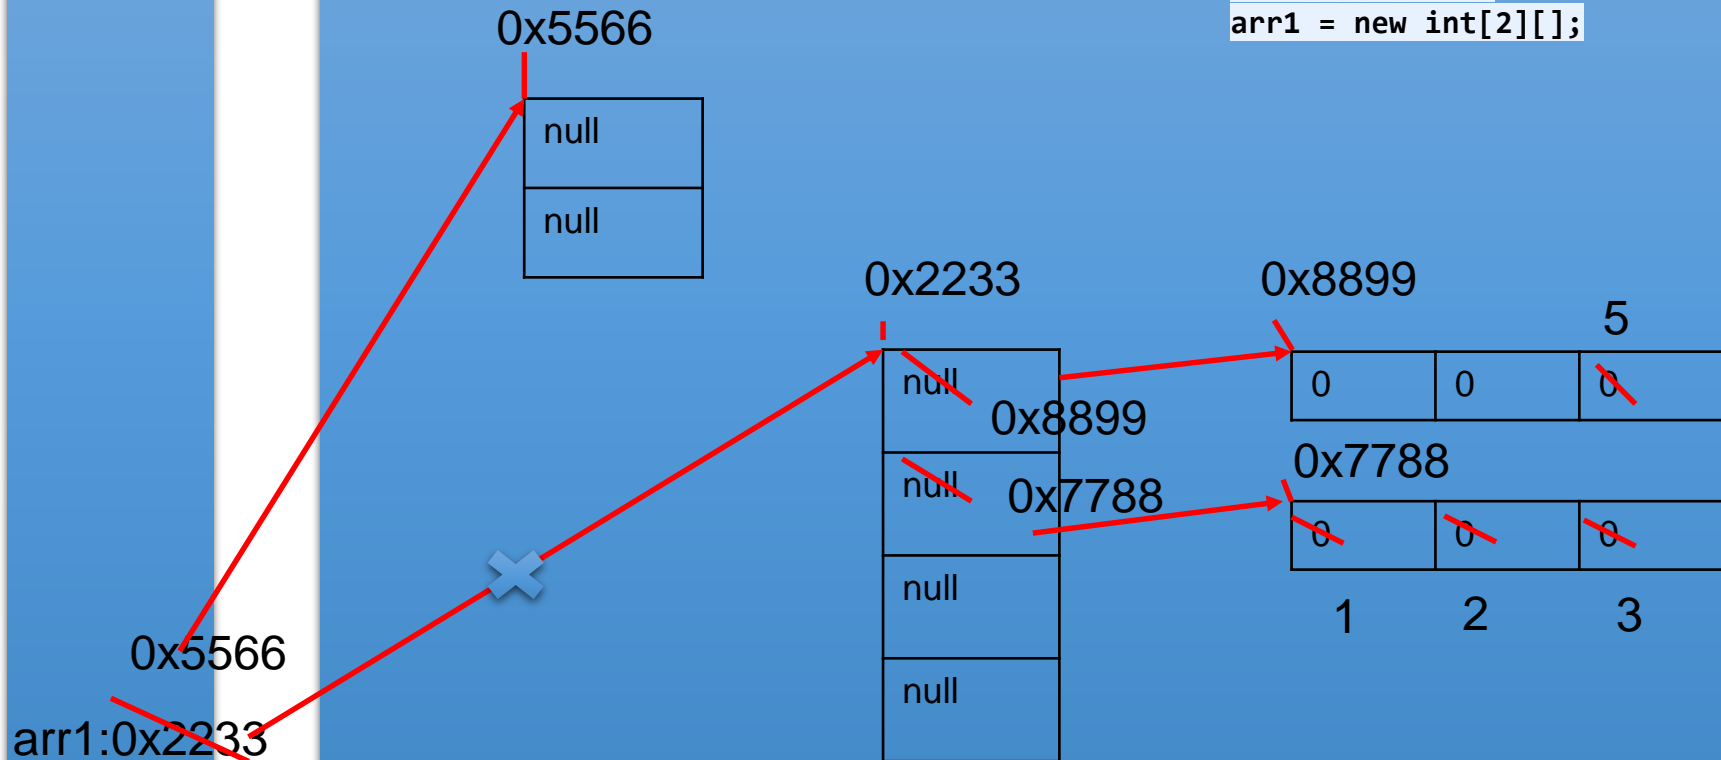 arr1 = new int[2][];
0x5566
null
null
0x2233
0x8899
5
null
0x8899
0 0 0
0x7788
null
0x7788
0 0 0
null
1 2 3
0x5566
null
arr1:0x2233